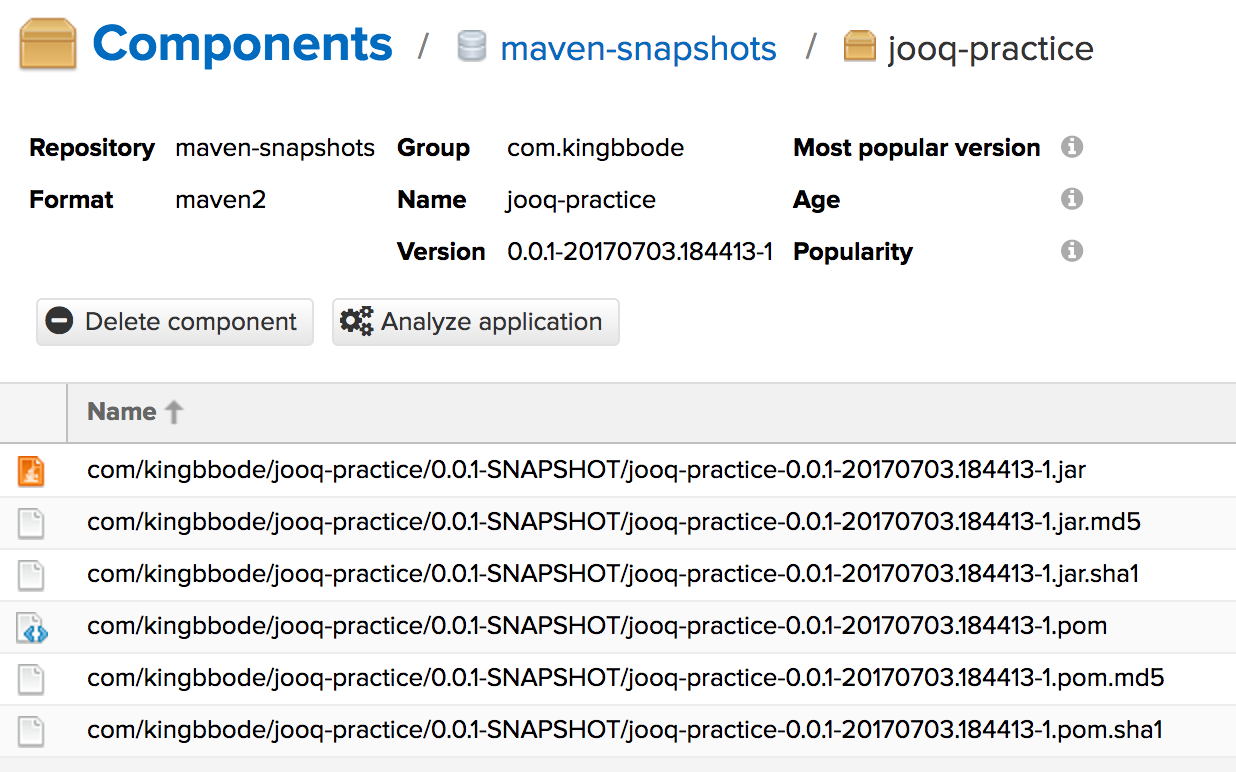 Components / maven-snapshots / jooq-practice
Repository maven-snapshots Group com.kingbbode Most popular version
Format maven2 Name jooq-practice Age
Version 0.0.1-20170703.184413-1 Popularity
Delete component Analyze application
Name
com/kingbbode/jooq-practice/0.0.1-SNAPSHOT/jooq-practice-0.0.1-20170703.184413-1.jar
com/kingbbode/jooq-practice/0.0.1-SNAPSHOT/jooq-practice-0.0.1-20170703.184413-1.jar.md5
com/kingbbode/jooq-practice/0.0.1-SNAPSHOT/jooq-practice-0.0.1-20170703.184413-1.jar.sha1
com/kingbbode/jooq-practice/0.0.1-SNAPSHOT/jooq-practice-0.0.1-20170703.184413-1.pom
com/kingbbode/jooq-practice/0.0.1-SNAPSHOT/jooq-practice-0.0.1-20170703.184413-1.pom.md5
com/kingbbode/jooq-practice/0.0.1-SNAPSHOT/jooq-practice-0.0.1-20170703.184413-1.pom.sha1